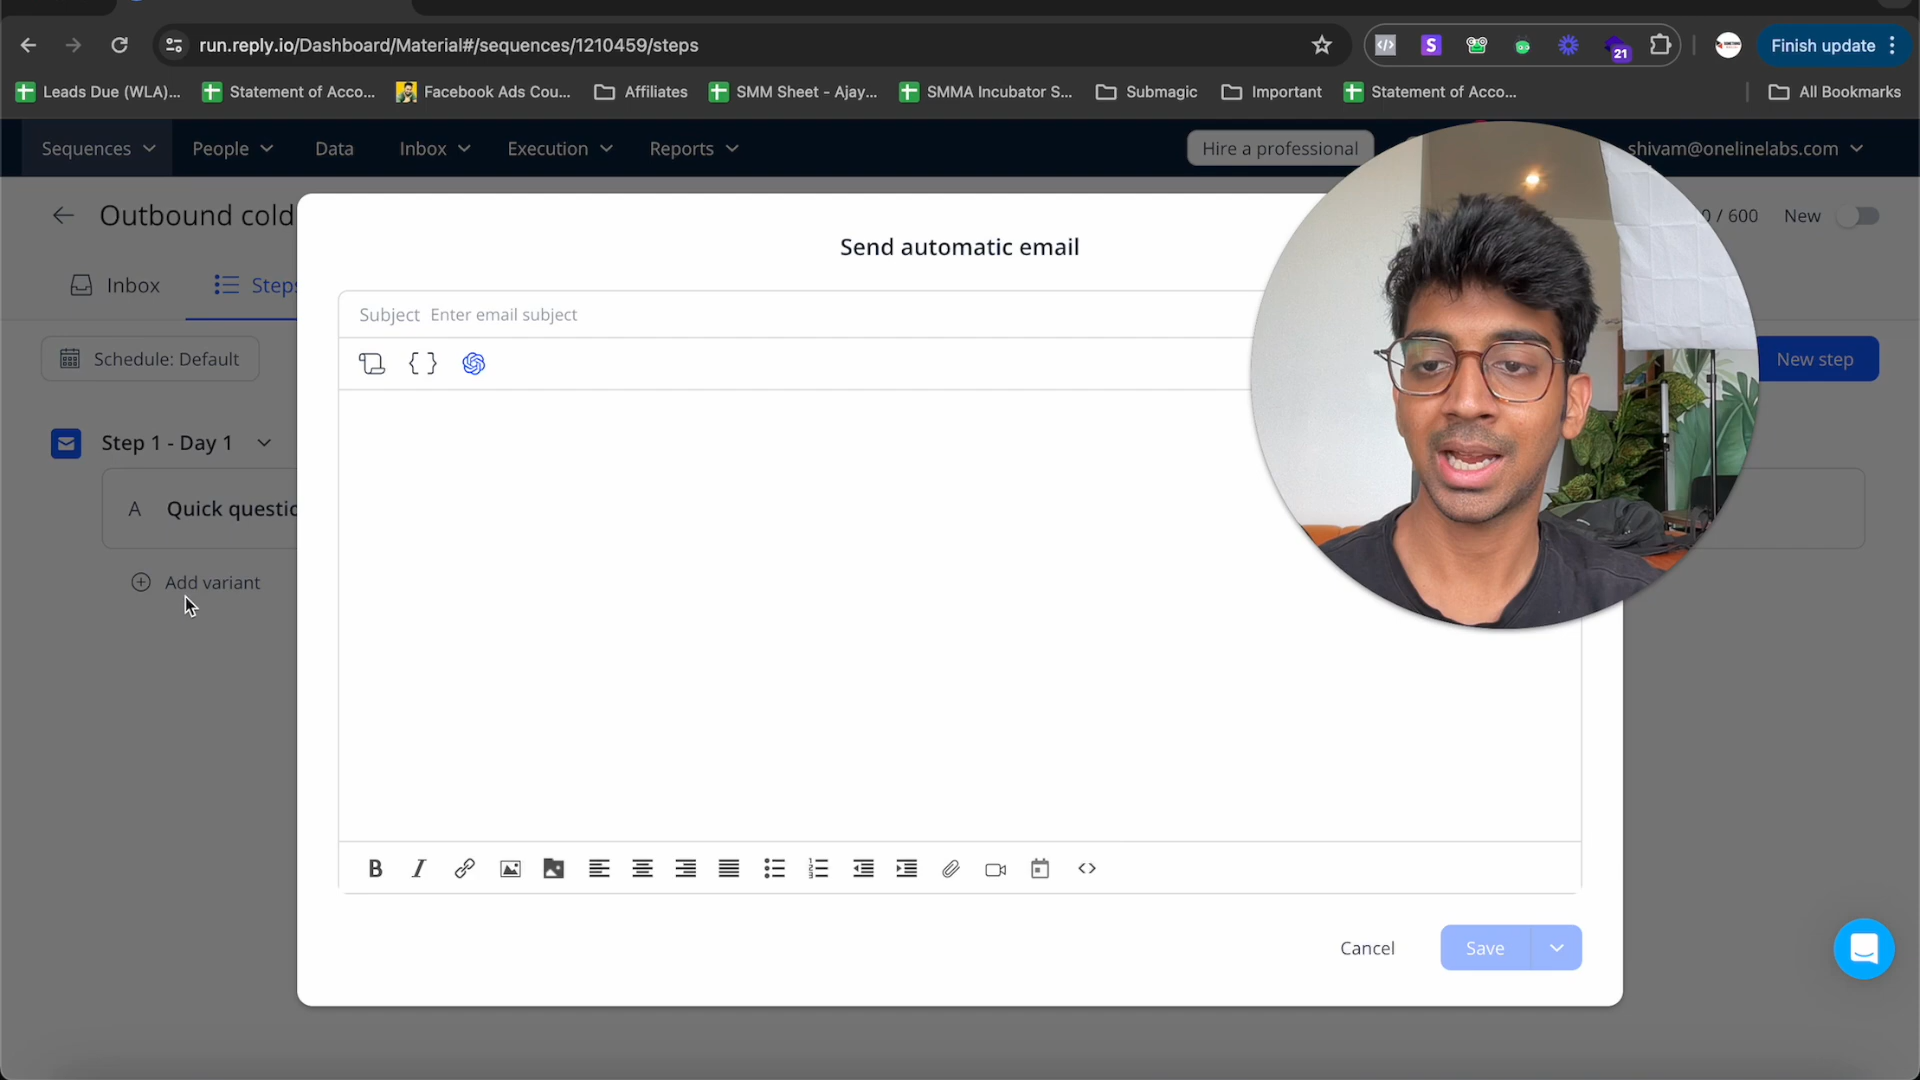 run.reply.io/Dashboard/Material#/sequences/1210459/steps
21
Finish update
Leads Due (WLA)...
Statement of Acco...
Facebook Ads Cou...
Affiliates
SMM Sheet - Ajay,...
SMMA Incubator S...
Submagic
Important
Statement of Acco...
All Bookmarks
Sequences
People
Data
Inbox
Execution
Reports
Hire a professional
shivam@onelinelabs.com
Outbound cold
0 / 600
New
Send automatic email
Inbox
Steps
Subject Enter email subject
Schedule: Default
{ }
New step
Step 1 - Day 1
A Quick questio
Add variant
B I
Cancel
Save